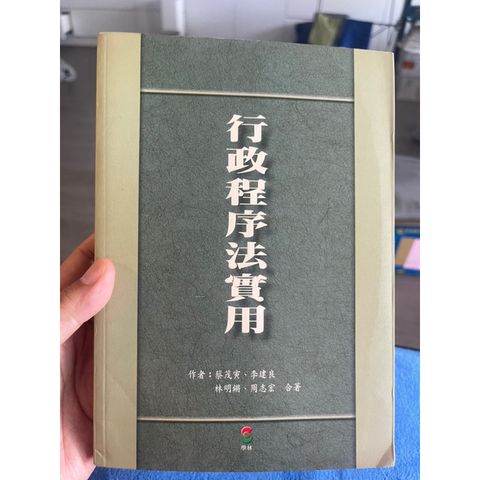 行政程序法實用
作者：蔡茂寅、李建良
林明鏘、周志宏 合著
學林